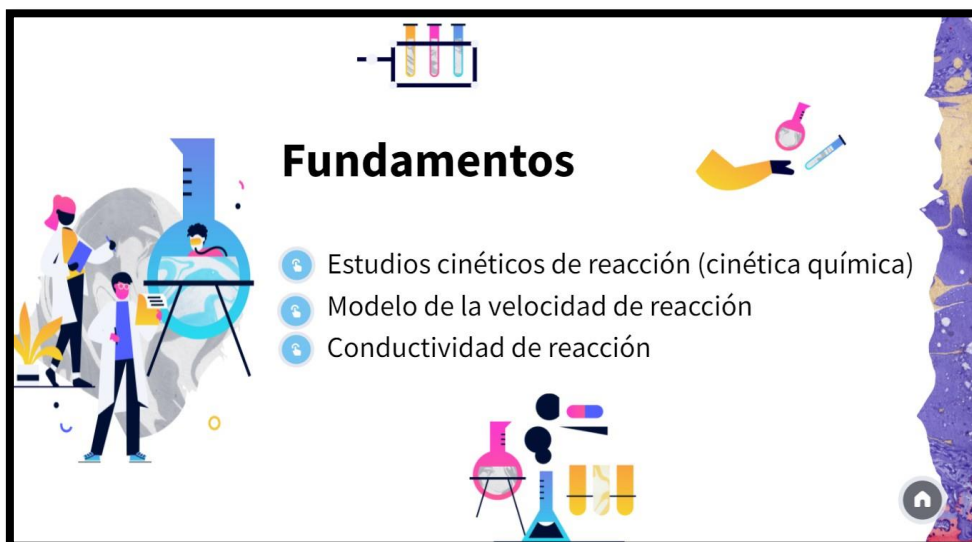 Fundamentos
Estudios cinéticos de reacción (cinética química)
Modelo de la velocidad de reacción
Conductividad de reacción